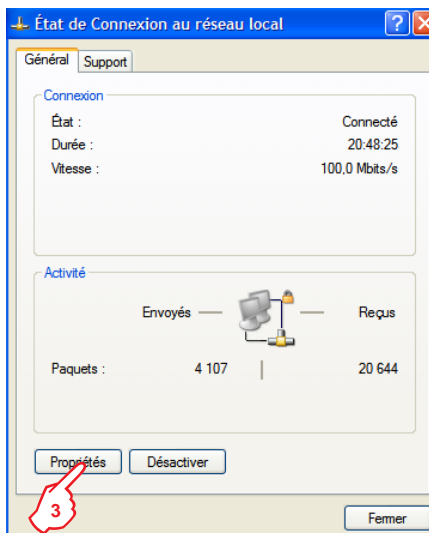 État de Connexion au réseau local
Général Support
Connexion
État : Connecté
Durée : 20:48:25
Vitesse : 100,0 Mbits/s
Activité
Envoyés Reçus
Paquets : 4 107 20 644
Propriétés Désactiver
3
Fermer